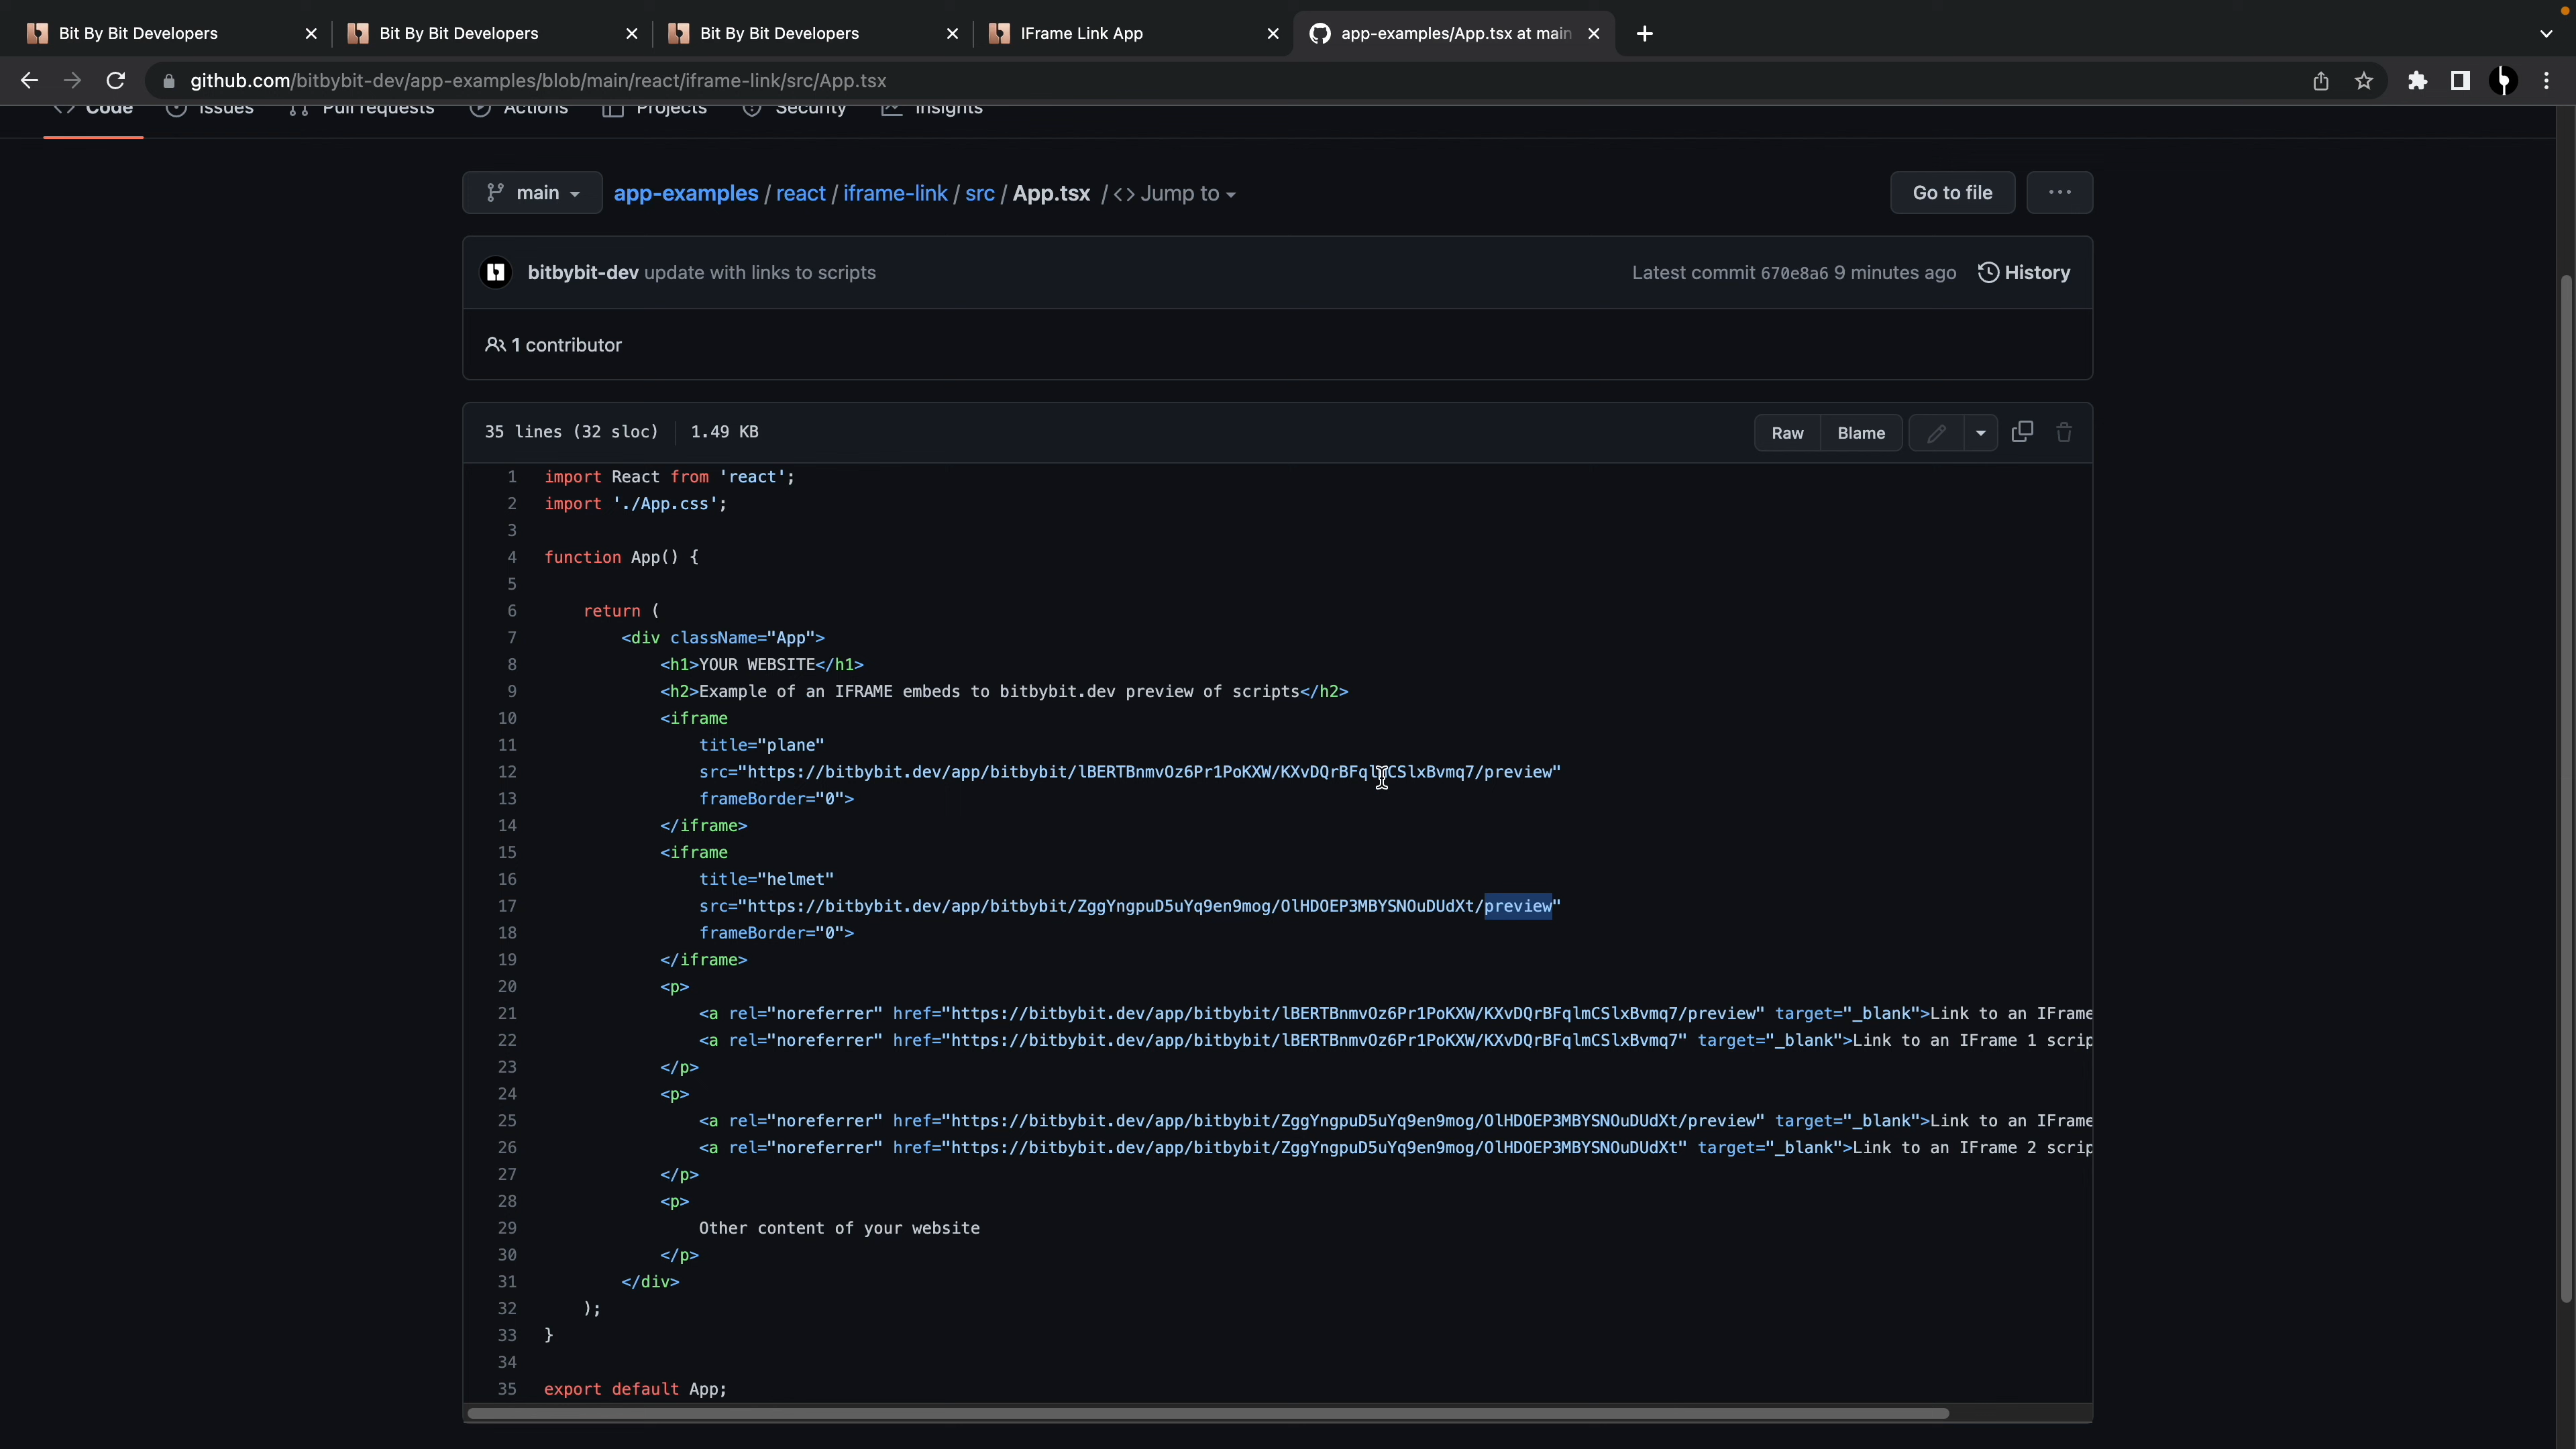 Bit By Bit Developers
Bit By Bit Developers
Bit By Bit Developers
IFrame Link App
app-examples/App.tsx at main
github.com/bitbybit-dev/app-examples/blob/main/react/iframe-link/src/App.tsx
Code Issues Pull requests Actions Projects Security Insights
main app-examples / react / iframe-link / src / App.tsx / <> Jump to
Go to file
bitbybit-dev update with links to scripts
Latest commit 670e8a6 9 minutes ago History
1 contributor
35 lines (32 sloc) 1.49 KB
Raw Blame
1 import React from 'react';
2 import './App.css';
3
4 function App() {
5
6 return (
7 <div className="App">
8 <h1>YOUR WEBSITE</h1>
9 <h2>Example of an IFRAME embeds to bitbybit.dev preview of scripts</h2>
10 <iframe
11 title="plane"
12 src="https://bitbybit.dev/app/bitbybit/lBERTBnmvOz6Pr1PoKXW/KXvDQrBFqlmCSlxBvmq7/preview"
13 frameBorder="0">
14 </iframe>
15 <iframe
16 title="helmet"
17 src="https://bitbybit.dev/app/bitbybit/ZggYngpuD5uYq9en9mog/OlHDOEP3MBYSNOuDUdXt/preview"
18 frameBorder="0">
19 </iframe>
20 <p>
21 <a rel="noreferrer" href="https://bitbybit.dev/app/bitbybit/lBERTBnmvOz6Pr1PoKXW/KXvDQrBFqlmCSlxBvmq7/preview" target="_blank">Link to an IFrame
22 <a rel="noreferrer" href="https://bitbybit.dev/app/bitbybit/lBERTBnmvOz6Pr1PoKXW/KXvDQrBFqlmCSlxBvmq7" target="_blank">Link to an IFrame 1 scrip
23 </p>
24 <p>
25 <a rel="noreferrer" href="https://bitbybit.dev/app/bitbybit/ZggYngpuD5uYq9en9mog/OlHDOEP3MBYSNOuDUdXt/preview" target="_blank">Link to an IFrame
26 <a rel="noreferrer" href="https://bitbybit.dev/app/bitbybit/ZggYngpuD5uYq9en9mog/OlHDOEP3MBYSNOuDUdXt" target="_blank">Link to an IFrame 2 scrip
27 </p>
28 <p>
29 Other content of your website
30 </p>
31 </div>
32 );
33 }
34
35 export default App;